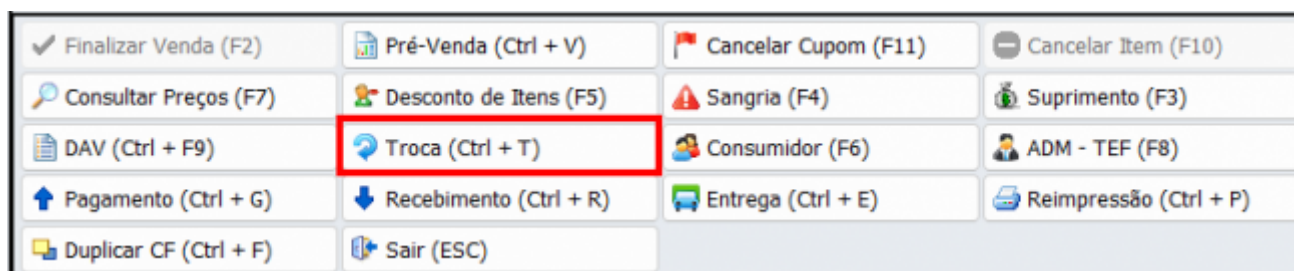 Finalizar Venda (F2) Pré-Venda (Ctrl + V) Cancelar Cupom (F11) Cancelar Item (F10)
Consultar Preços (F7) Desconto de Itens (F5) Sangria (F4) Suprimento (F3)
DAV (Ctrl + F9) Troca (Ctrl + T) Consumidor (F6) ADM - TEF (F8)
Pagamento (Ctrl + G) Recebimento (Ctrl + R) Entrega (Ctrl + E) Reimpressão (Ctrl + P)
Duplicar CF (Ctrl + F) Sair (ESC)